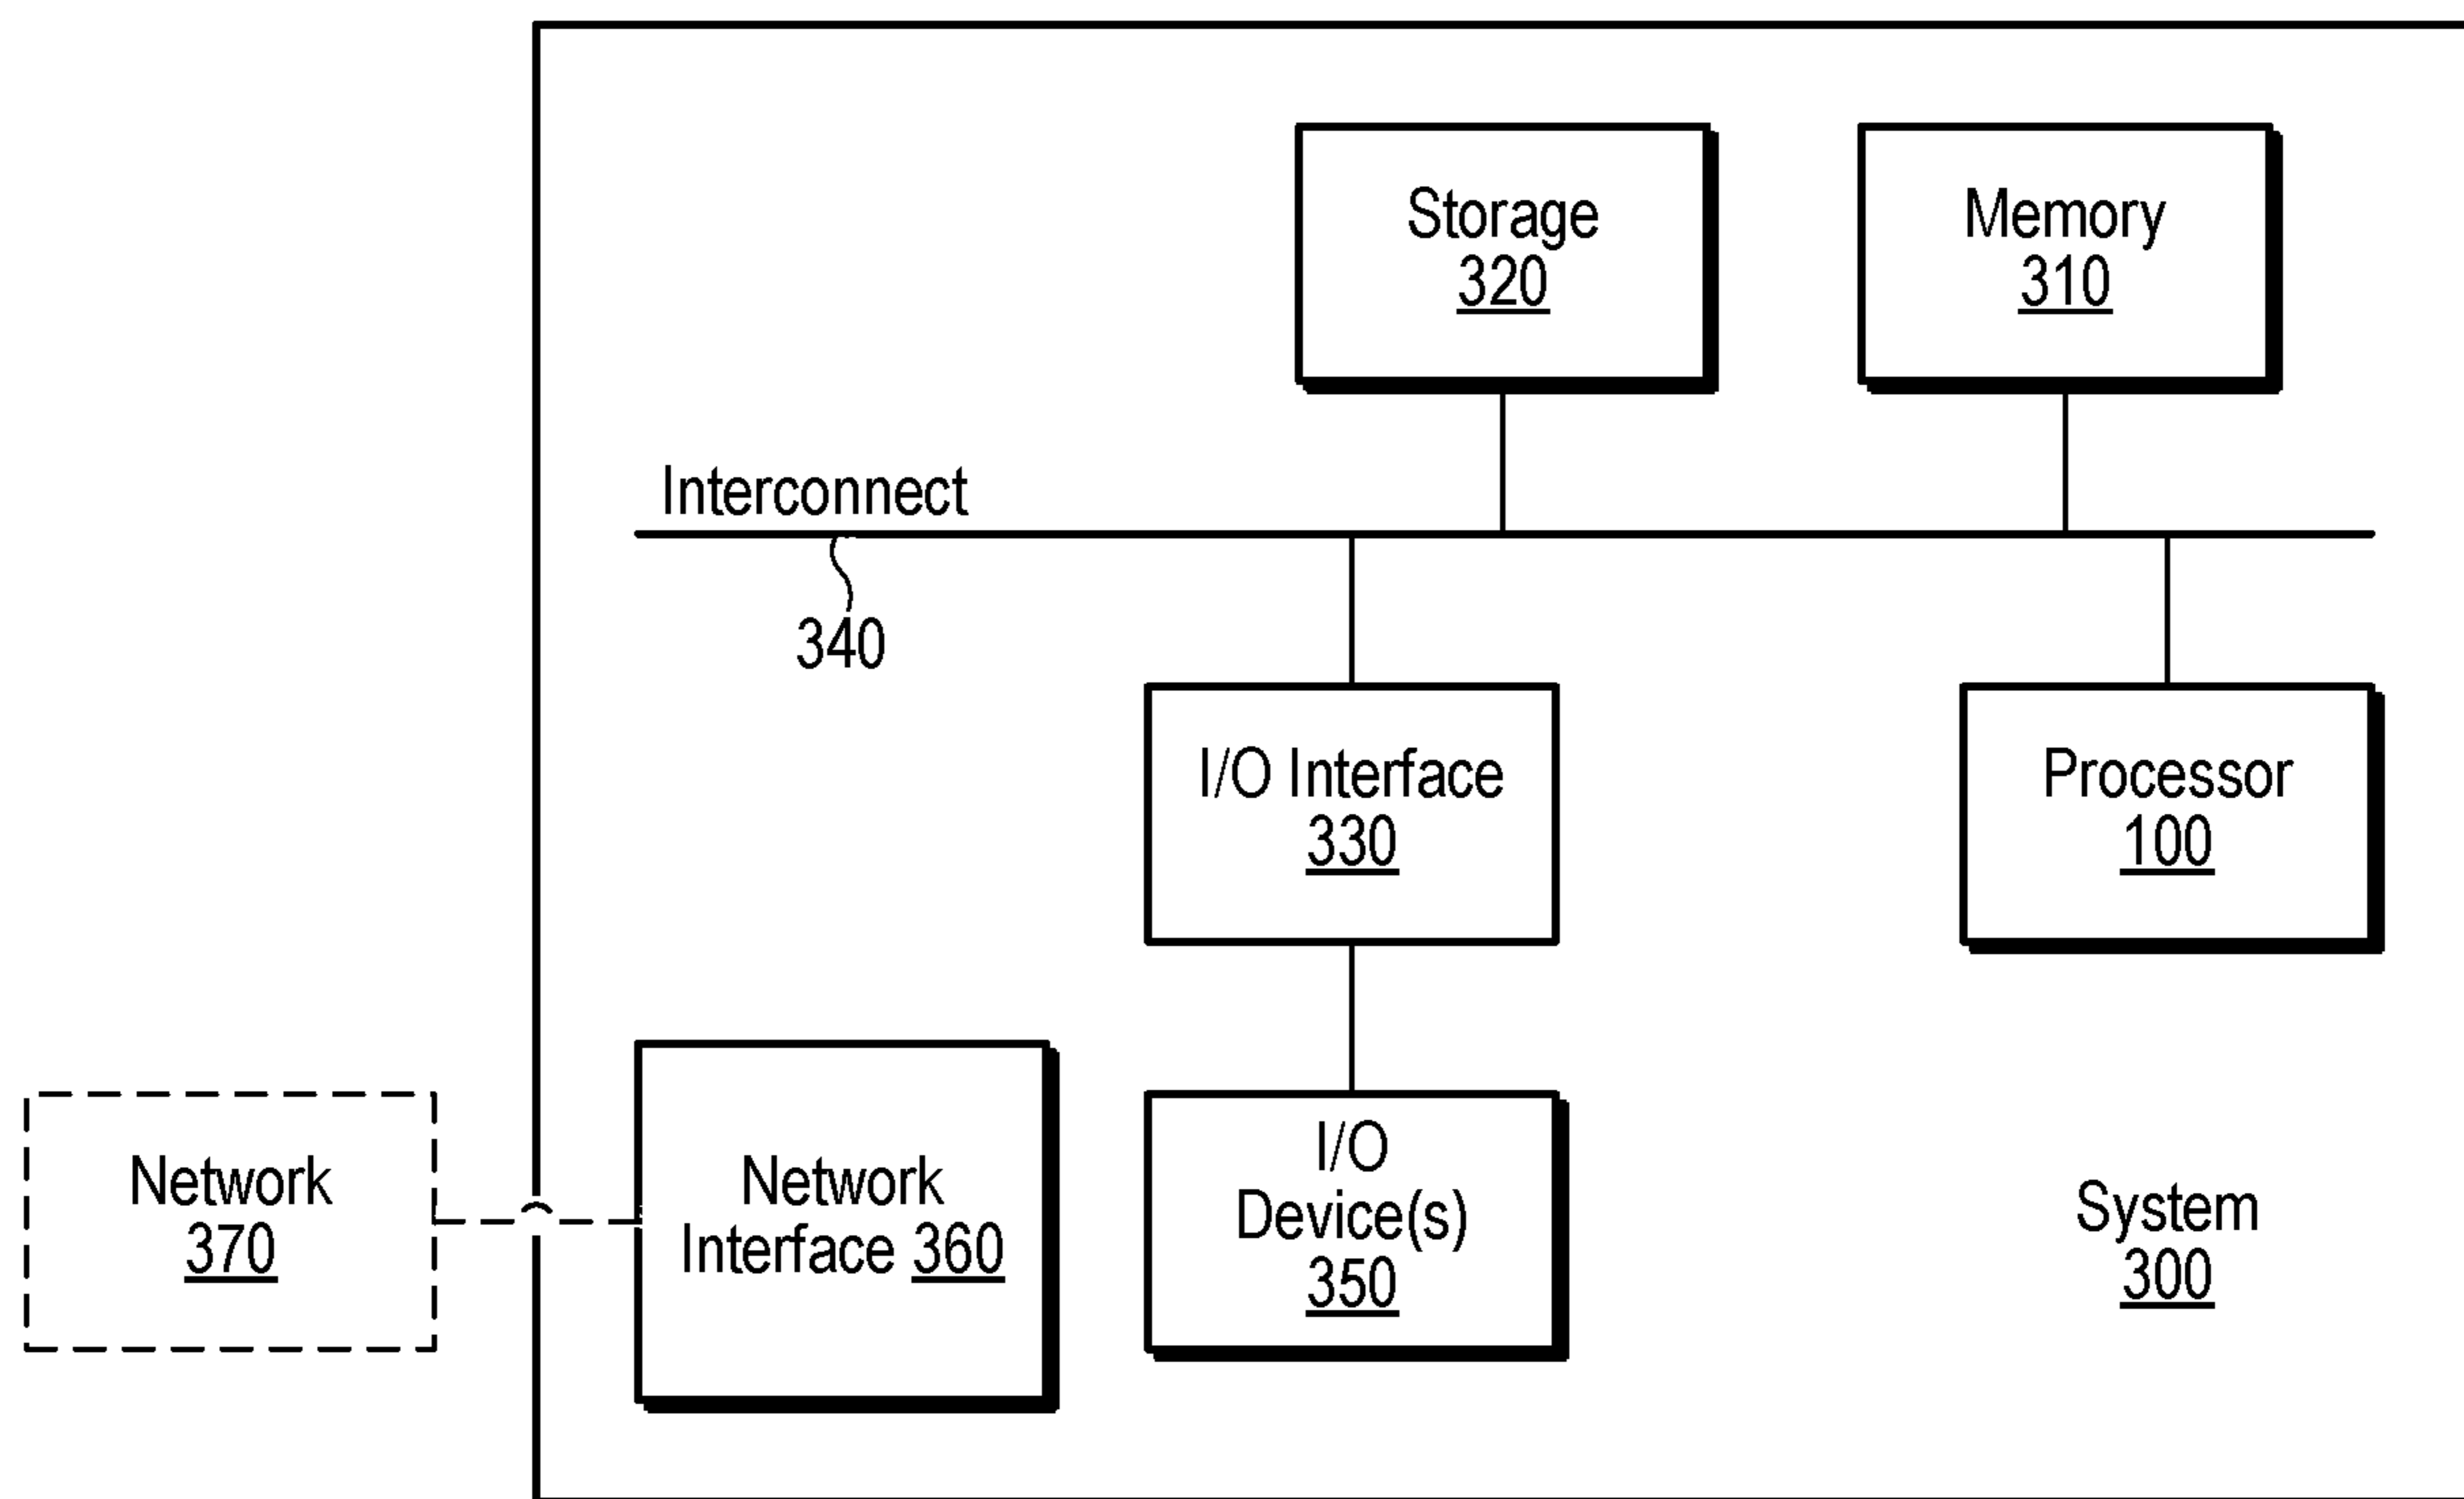 Storage
320
Memory
310
Interconnect
340
I/O Interface
330
Processor
100
Network
370
Network
Interface 360
I/O
Device(s)
350
System
300